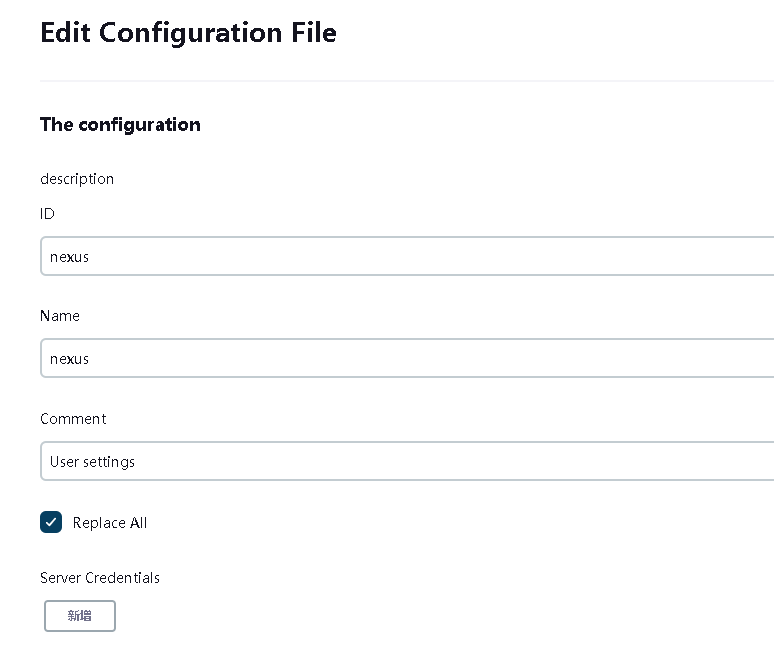 Edit Configuration File
The configuration
description
ID
nexus
Name
nexus
Comment
User settings
Replace All
Server Credentials
新增